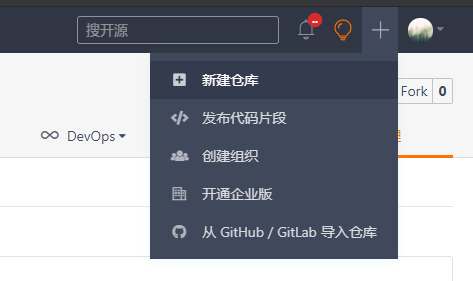 搜开源
新建仓库
Fork 0
发布代码片段
DevOps
创建组织
开通企业版
从 GitHub / GitLab 导入仓库